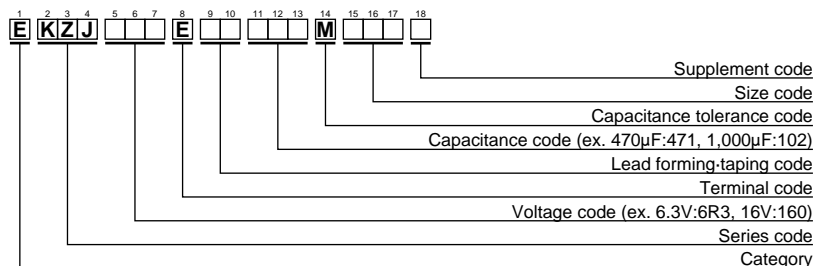 1 2 3 4 5 6 7 8 9 10 11 12 13 14 15 16 17 18
E KZJ E M
Supplement code
Size code
Capacitance tolerance code
Capacitance code (ex. 470µF:471, 1,000µF:102)
Lead forming·taping code
Terminal code
Voltage code (ex. 6.3V:6R3, 16V:160)
Series code
Category